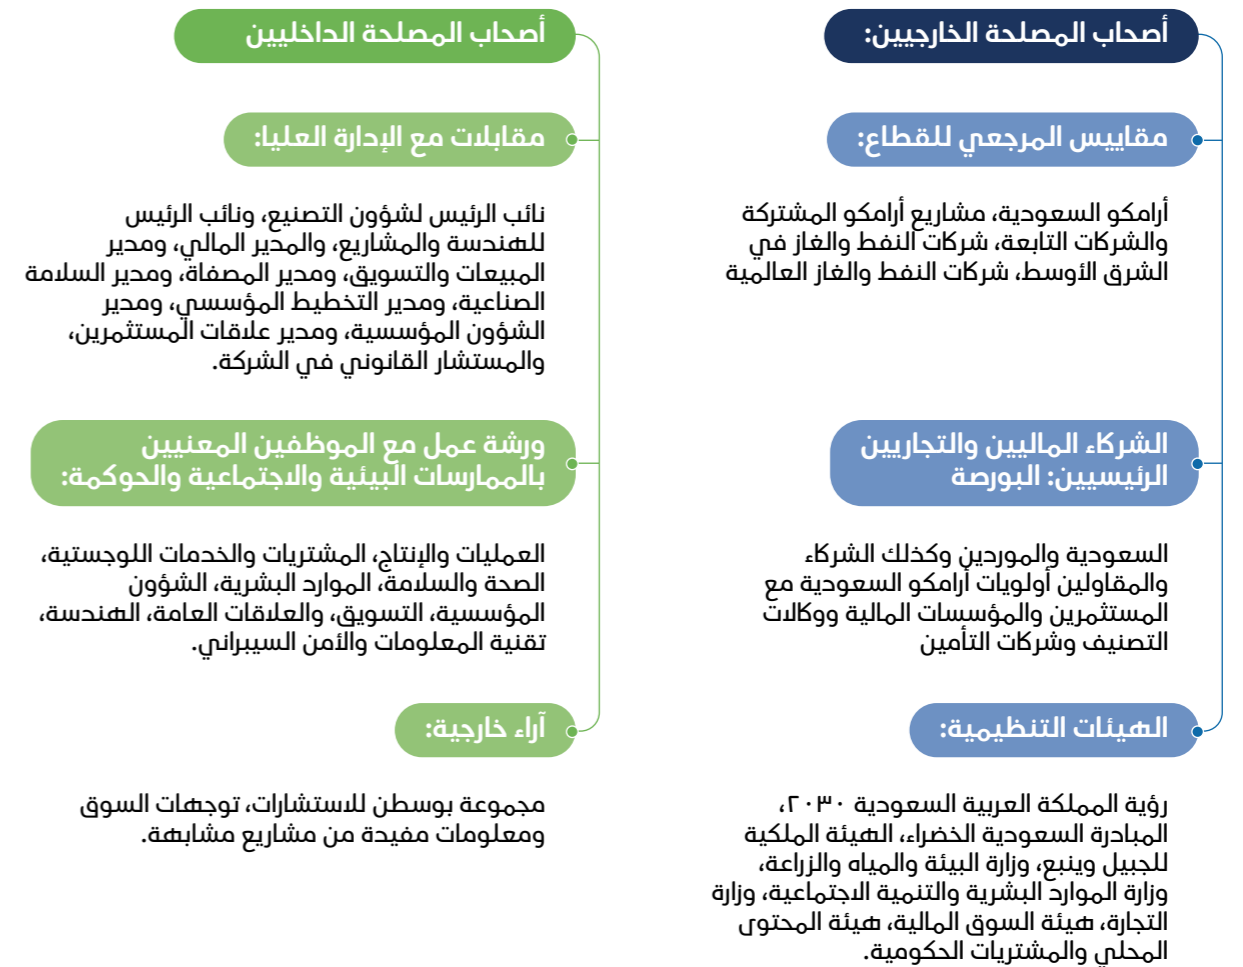 أصحاب المصلحة الخارجيين:
مقاييس المرجعي للقطاع:
أرامكو السعودية، مشاريع أرامكو المشتركة
والشركات التابعة، شركات النفط والغاز في
الشرق الأوسط، شركات النفط والغاز العالمية
الشركاء الماليين والتجاريين
الرئيسيين: البورصة
السعودية والموردين وكذلك الشركاء
والمقاولين أولويات أرامكو السعودية مع
المستثمرين والمؤسسات المالية ووكالات
التصنيف وشركات التأمين
الهيئات التنظيمية:
رؤية المملكة العربية السعودية ٢٠٣٠،
المبادرة السعودية الخضراء، الهيئة الملكية
للجبيل وينبع، وزارة البيئة والمياه والزراعة،
وزارة الموارد البشرية والتنمية الاجتماعية، وزارة
التجارة، هيئة السوق المالية، هيئة المحتوى
المحلي والمشتريات الحكومية.
أصحاب المصلحة الداخليين
مقابلات مع الإدارة العليا:
نائب الرئيس لشؤون التصنيع، ونائب الرئيس
للهندسة والمشاريع، والمدير المالي، ومدير
المبيعات والتسويق، ومدير المصفاة، ومدير السلامة
الصناعية، ومدير التخطيط المؤسسي، ومدير
الشؤون المؤسسية، ومدير علاقات المستثمرين،
والمستشار القانوني في الشركة.
ورشة عمل مع الموظفين المعنيين
بالممارسات البيئية والاجتماعية والحوكمة:
العمليات والإنتاج، المشتريات والخدمات اللوجستية،
الصحة والسلامة، الموارد البشرية، الشؤون
المؤسسية، التسويق، والعلاقات العامة، الهندسة،
تقنية المعلومات والأمن السيبراني.
آراء خارجية:
مجموعة بوسطن للاستشارات، توجهات السوق
ومعلومات مفيدة من مشاريع مشابهة.